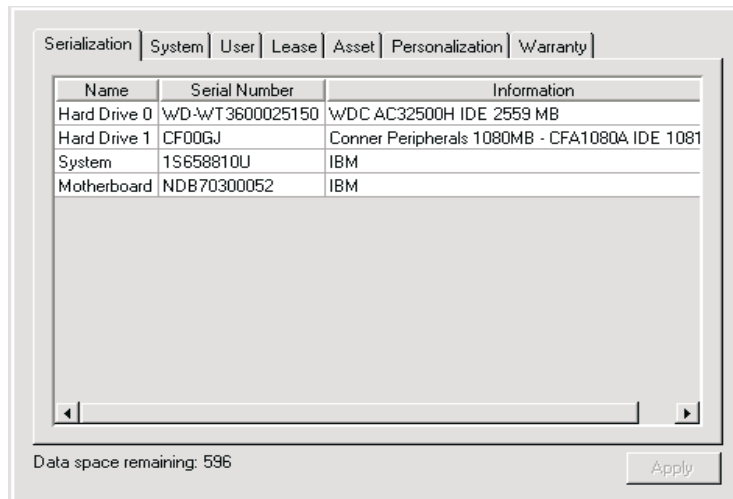 Serialization System User Lease Asset Personalization Warranty
Name Serial Number Information
Hard Drive 0 WD-WT3600025150 WDC AC32500H IDE 2559 MB
Hard Drive 1 CF00GJ Conner Peripherals 1080MB - CFA1080A IDE 1081
System 1S658810U IBM
Motherboard NDB70300052 IBM
Data space remaining: 596
Apply